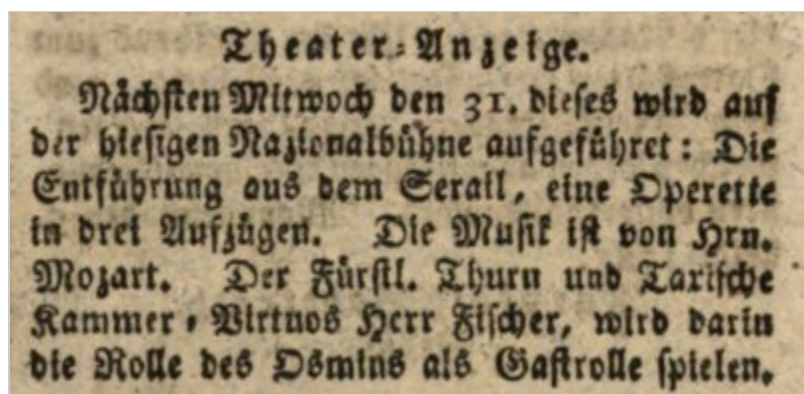 Theater-Anzeige.
Nächsten Mitwoch den 31. dieses wird auf
der hiesigen Nazionalbühne aufgeführet: Die
Entführung aus dem Serail, eine Operette
in drei Aufzügen. Die Musik ist von Hrn.
Mozart. Der Fürstl. Thurn und Taxische
Kammer-Virtuos Herr Fischer, wird darin
die Rolle des Osmins als Gastrolle spielen.